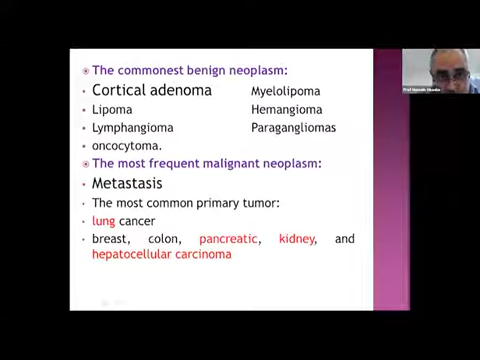 The commonest benign neoplasm:
Cortical adenoma Myelolipoma
Lipoma Hemangioma
Lymphangioma Paragangliomas
oncocytoma.
The most frequent malignant neoplasm:
Metastasis
The most common primary tumor:
lung cancer
breast, colon, pancreatic, kidney, and
hepatocellular carcinoma